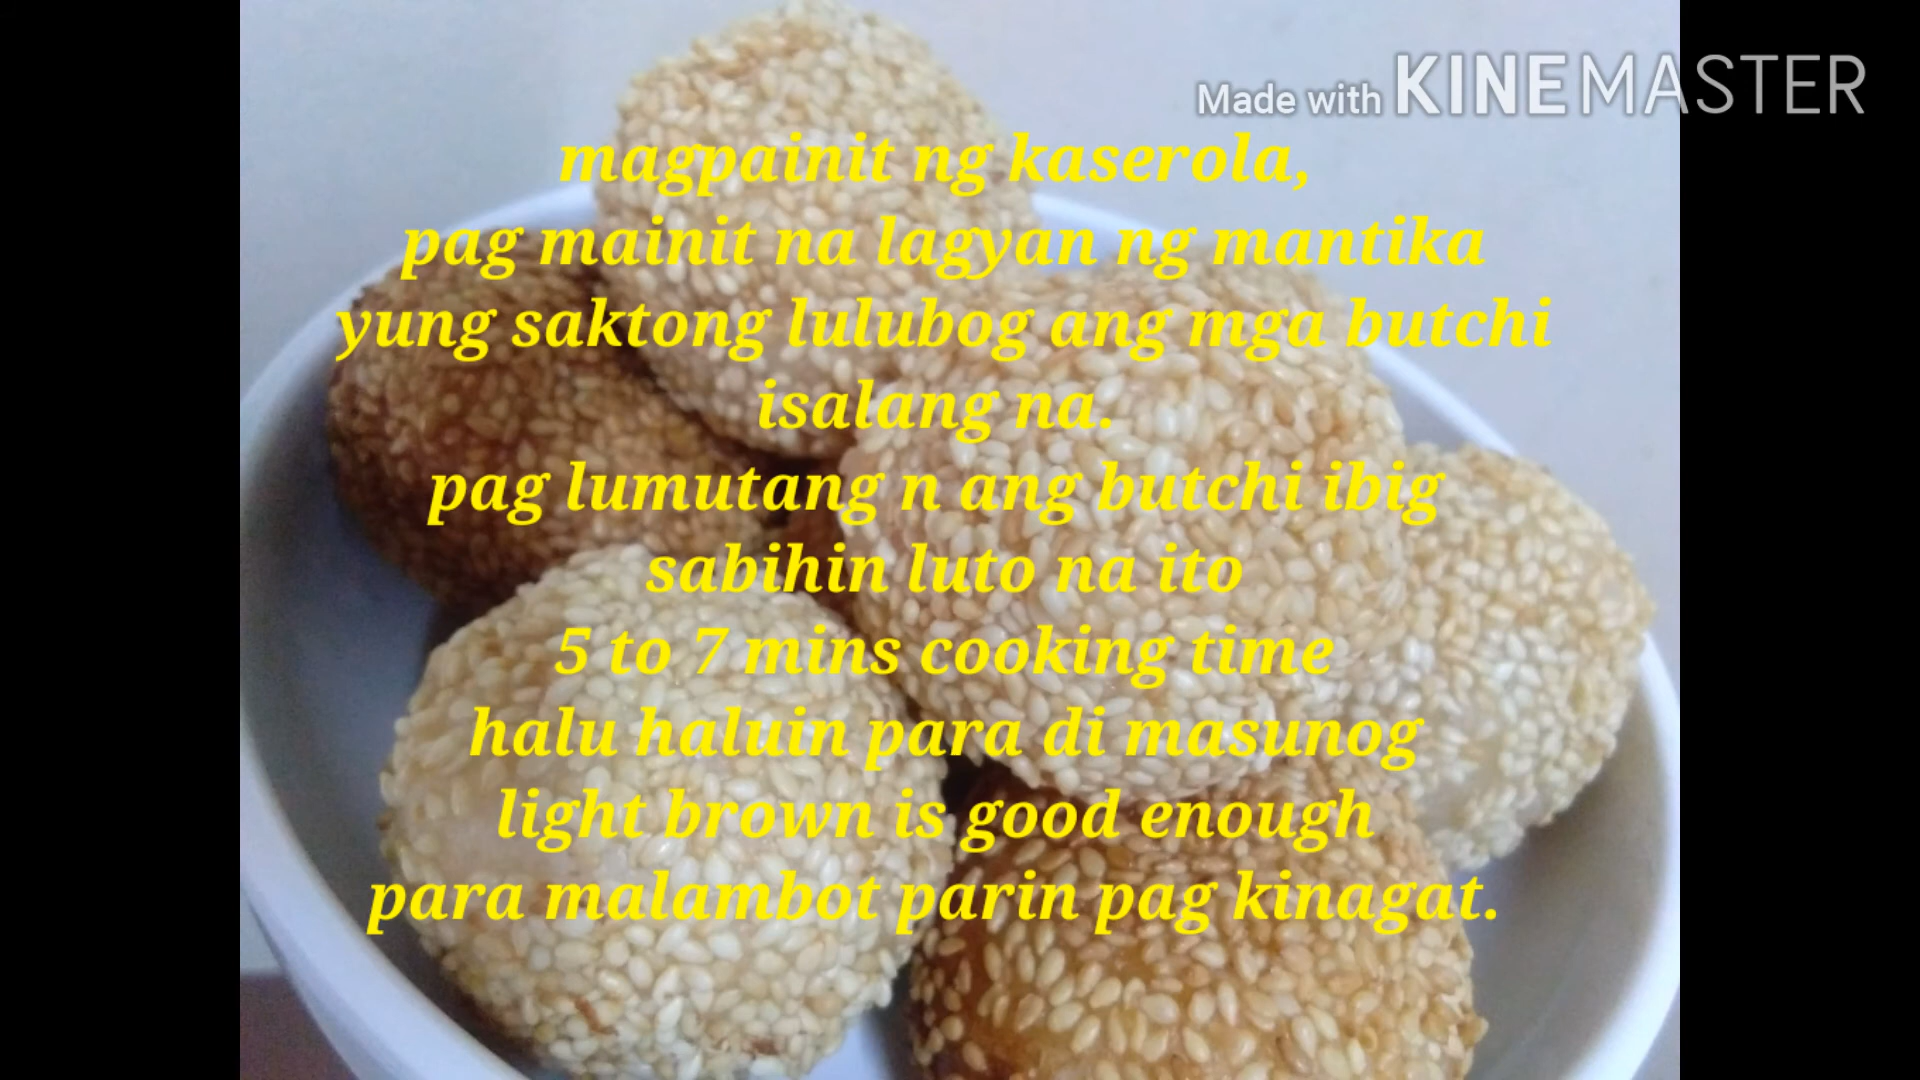 Made with KINEMASTER
magpainit ng kaserola,
pag mainit na lagyan ng mantika
yung saktong lulubog ang mga butchi
isalang na.
pag lumutang n ang butchi ibig
sabihin luto na ito
5 to 7 mins cooking time
halu haluin para di masunog
light brown is good enough
para malambot parin pag kinagat.